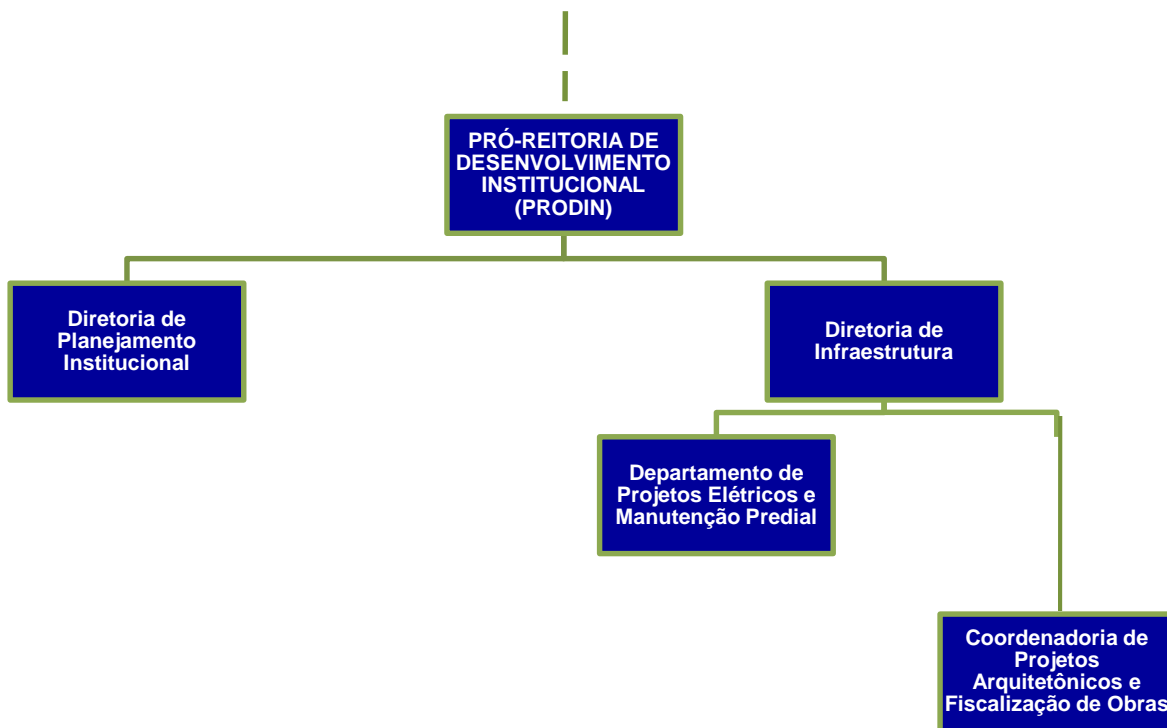 PRÓ-REITORIA DE
DESENVOLVIMENTO
INSTITUCIONAL
(PRODIN)
Diretoria de
Planejamento
Institucional
Diretoria de
Infraestrutura
Departamento de
Projetos Elétricos e
Manutenção Predial
Coordenadoria de
Projetos
Arquitetônicos e
Fiscalização de Obras